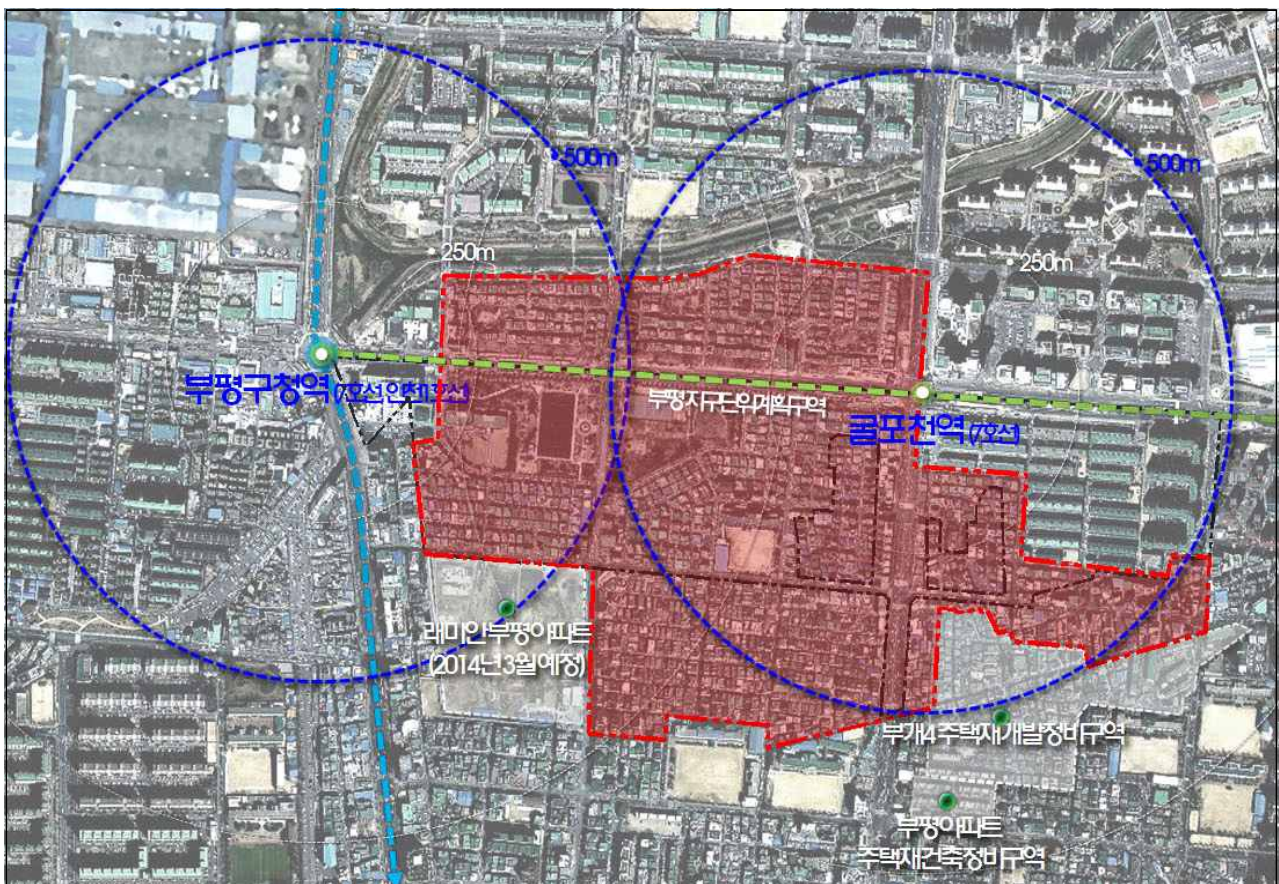 500m
500m
250m
250m
부평구청역 (7호선,인천1호선)
부평지구단위계획구역
굴포천역 (7호선)
래미안부평아파트
(2014년3월예정)
부개4주택재개발정비구역
부평아파트
주택재건축정비구역